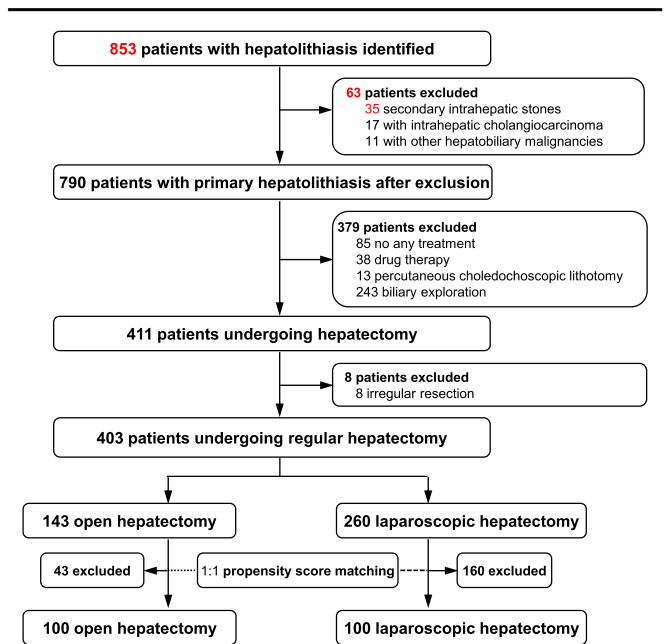 853 patients with hepatolithiasis identified
63 patients excluded
35 secondary intrahepatic stones
17 with intrahepatic cholangiocarcinoma
11 with other hepatobiliary malignancies
790 patients with primary hepatolithiasis after exclusion
379 patients excluded
85 no any treatment
38 drug therapy
13 percutaneous choledochoscopic lithotomy
243 biliary exploration
411 patients undergoing hepatectomy
8 patients excluded
8 irregular resection
403 patients undergoing regular hepatectomy
143 open hepatectomy
260 laparoscopic hepatectomy
43 excluded
1:1 propensity score matching
160 excluded
100 open hepatectomy
100 laparoscopic hepatectomy